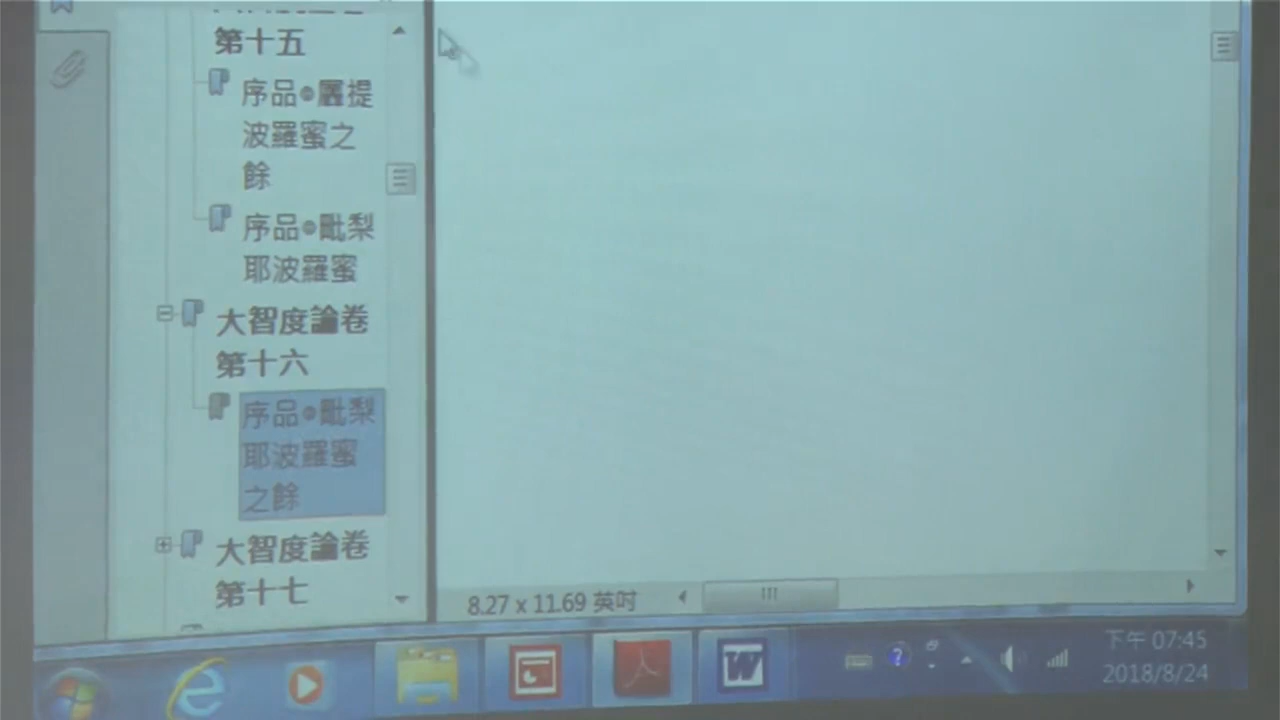 第十五
序品●羼提
波羅蜜之
餘
序品●毗梨
耶波羅蜜
大智度論卷
第十六
序品●毗梨
耶波羅蜜
之餘
大智度論卷
第十七
8.27 x 11.69 英吋
下午 07:45
2018/8/24